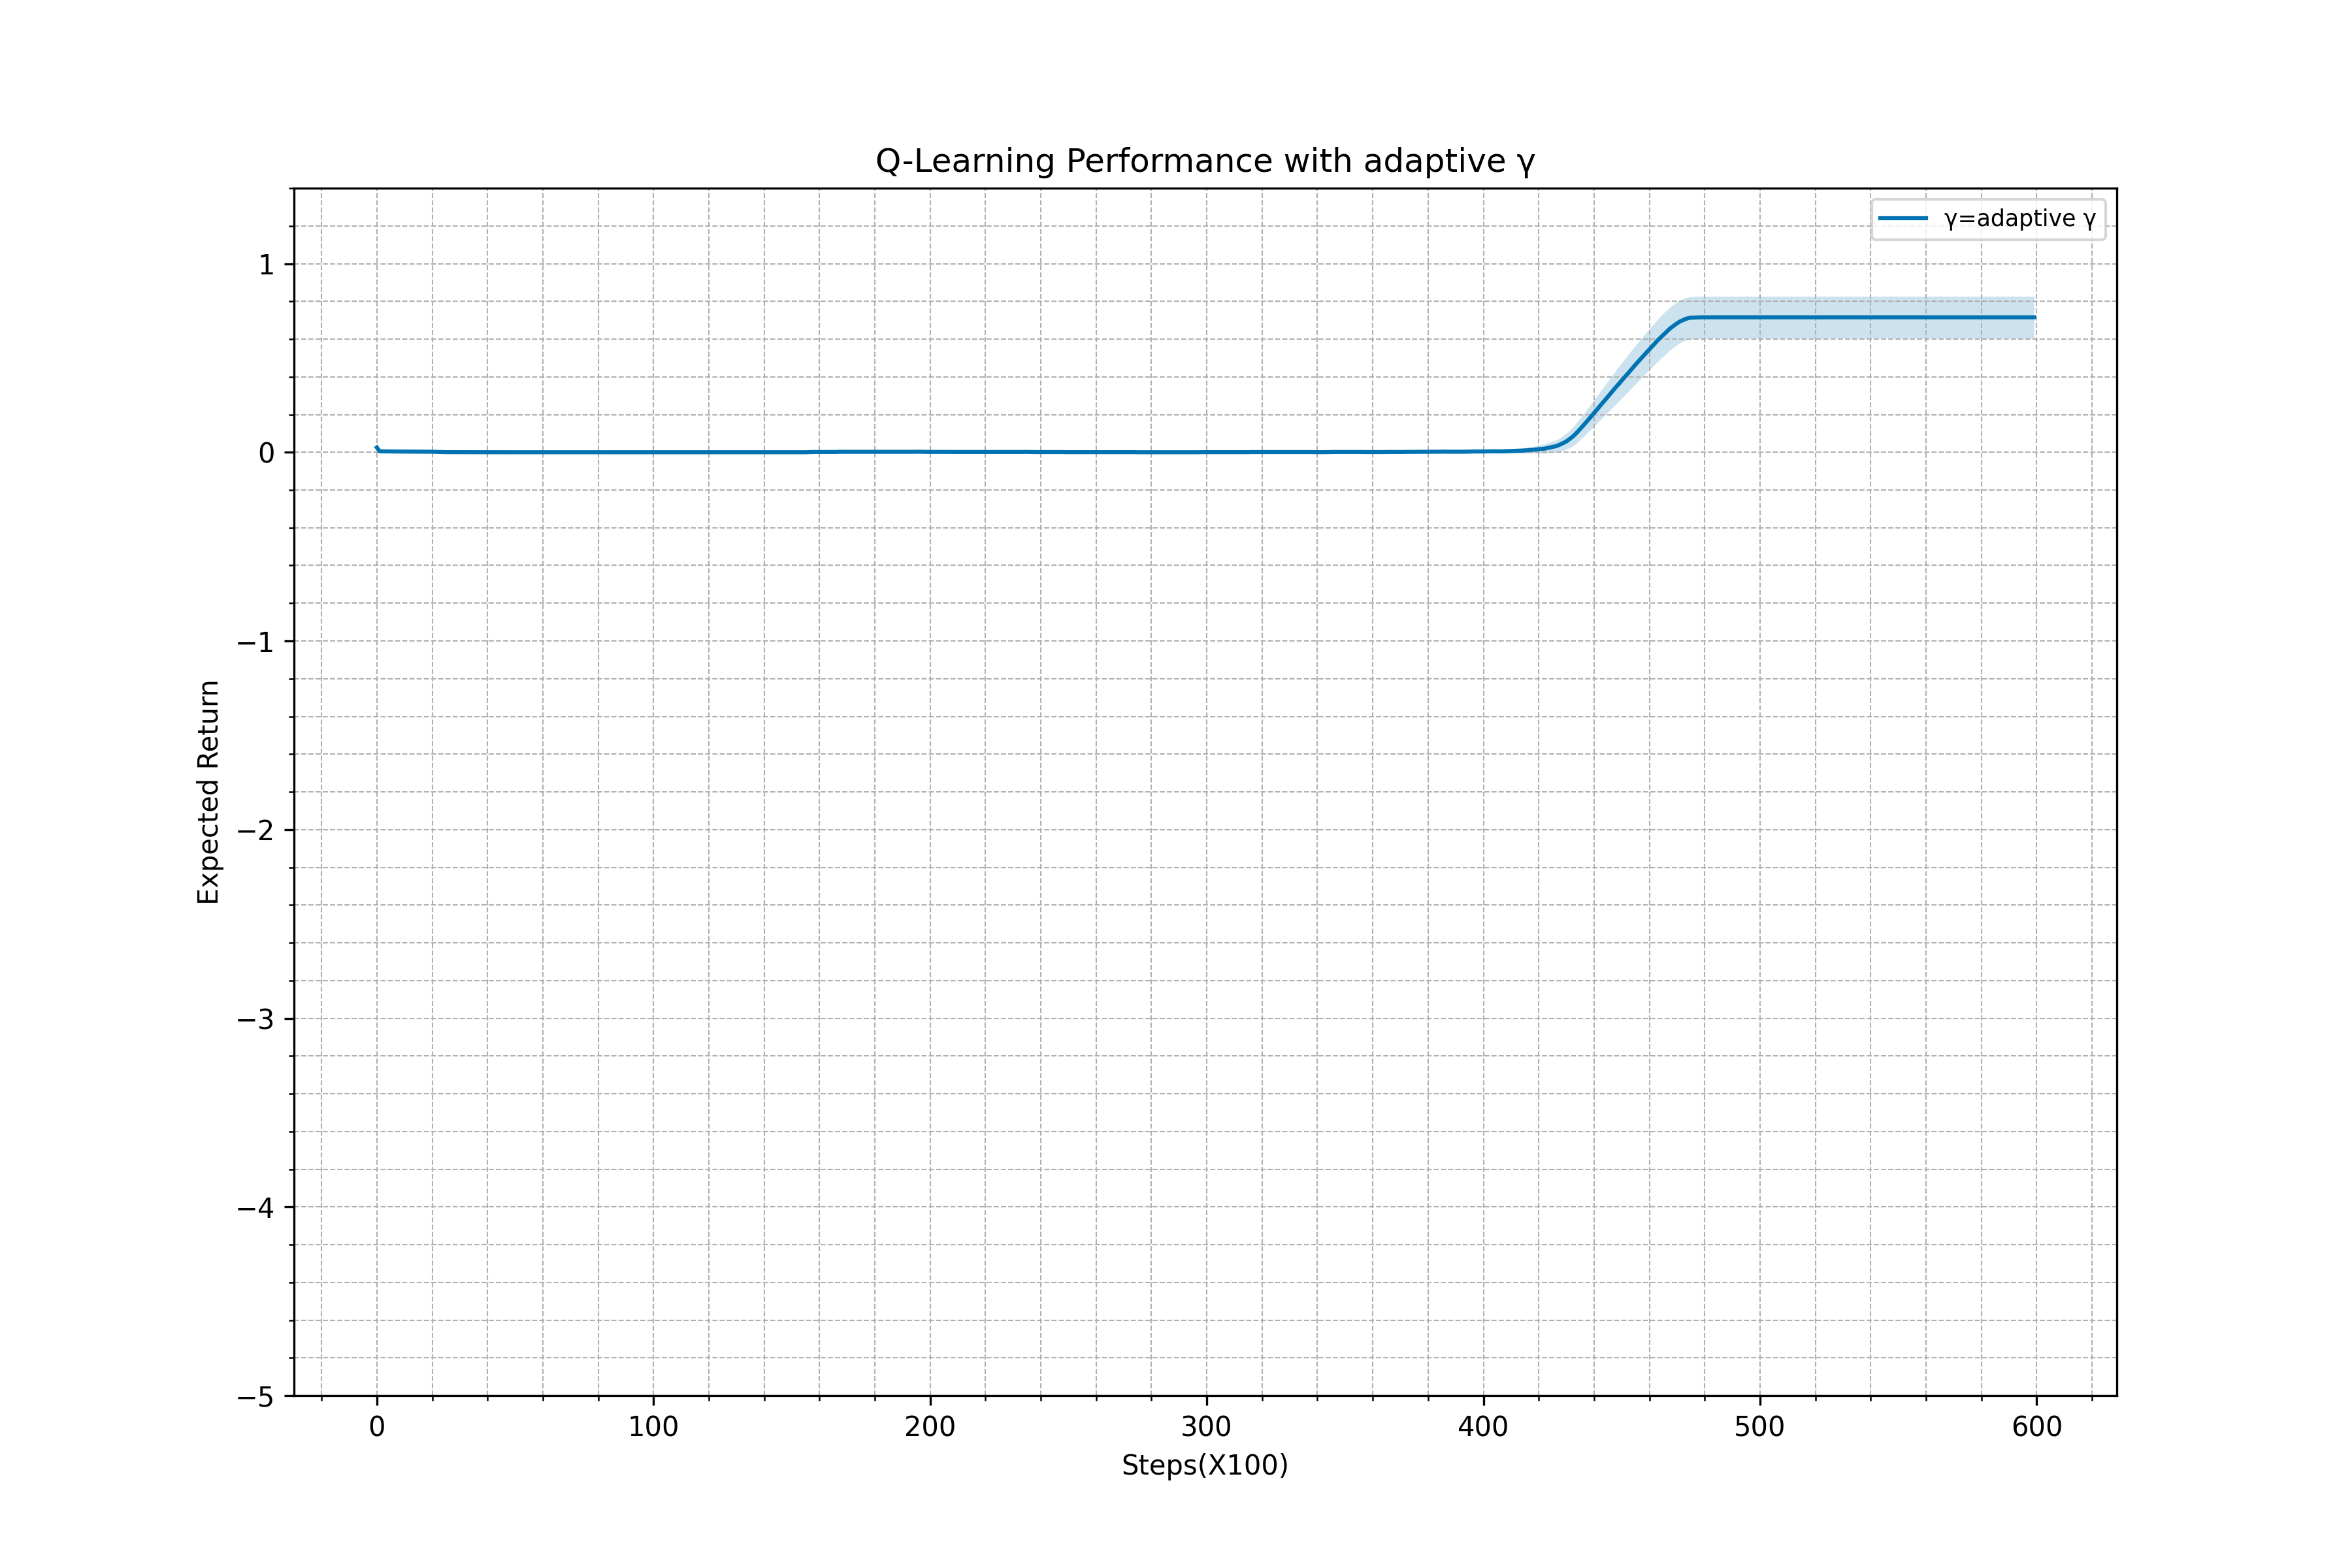 Q-Learning Performance with adaptive γ
γ=adaptive γ
1
0
−1
−2
−3
−4
−5
Expected Return
0 100 200 300 400 500 600
Steps(X100)